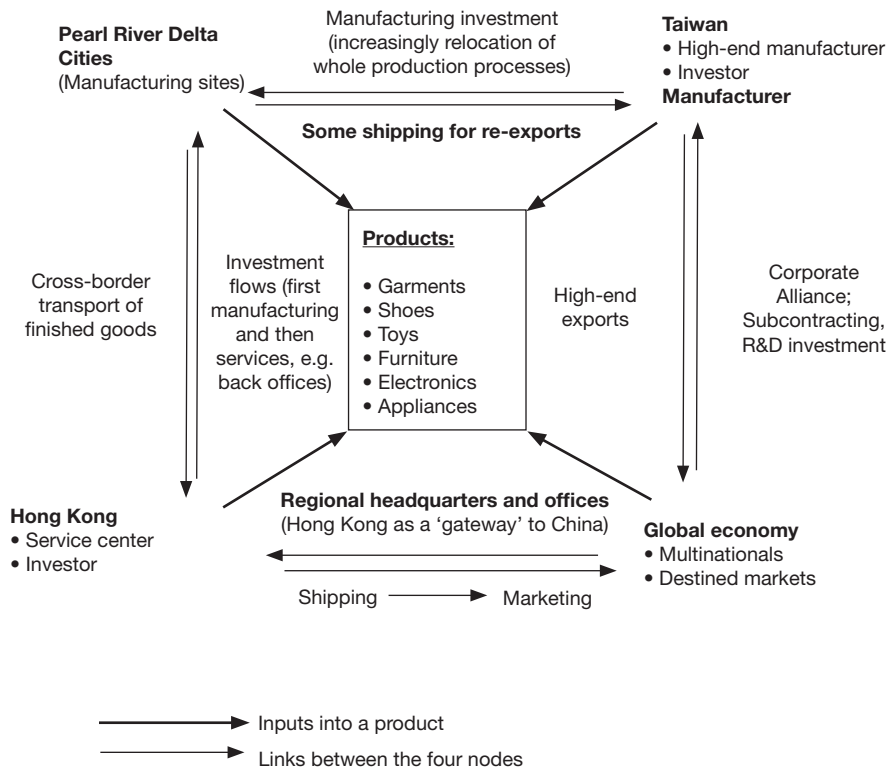 Pearl River Delta
Cities
(Manufacturing sites)
Manufacturing investment
(increasingly relocation of
whole production processes)
Some shipping for re-exports
Taiwan
• High-end manufacturer
• Investor
Manufacturer
Cross-border
transport of
finished goods
Investment
flows (first
manufacturing
and then
services, e.g.
back offices)
Products:
• Garments
• Shoes
• Toys
• Furniture
• Electronics
• Appliances
High-end
exports
Corporate
Alliance;
Subcontracting,
R&D investment
Hong Kong
• Service center
• Investor
Regional headquarters and offices
(Hong Kong as a ‘gateway’ to China)
Shipping
Marketing
Global economy
• Multinationals
• Destined markets
Inputs into a product
Links between the four nodes